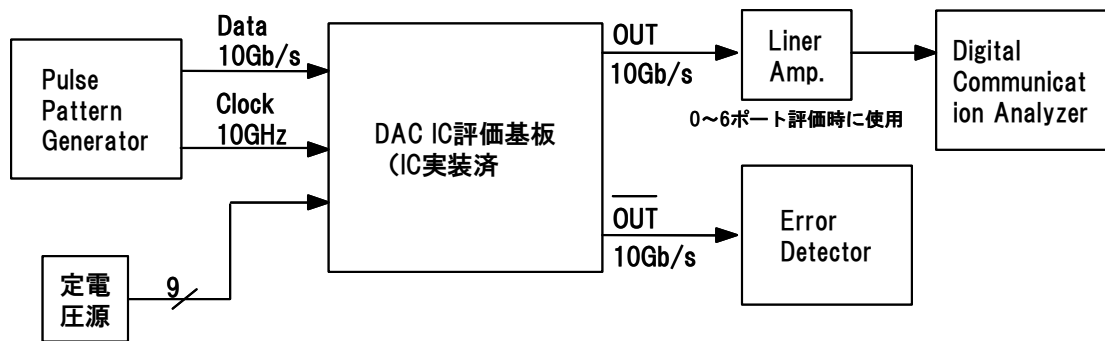 Pulse
Pattern
Generator
Data
10Gb/s
Clock
10GHz
定電
圧源
9
DAC IC評価基板
(IC実装済
OUT
10Gb/s
Liner
Amp.
0~6ポート評価時に使用
Digital
Communicat
ion Analyzer
OUT
10Gb/s
Error
Detector